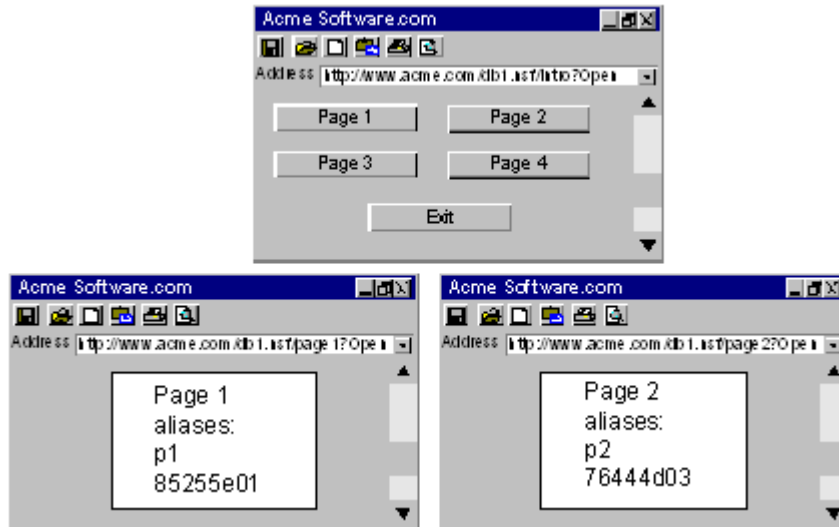 Acme Software.com
Address http://www.acme.com/db1.nsf/Intro?Open
Page 1 Page 2
Page 3 Page 4
Exit
Acme Software.com
Address http://www.acme.com/db1.nsf/page1?Open
Page 1
aliases:
p1
85255e01
Acme Software.com
Address http://www.acme.com/db1.nsf/page2?Open
Page 2
aliases:
p2
76444d03